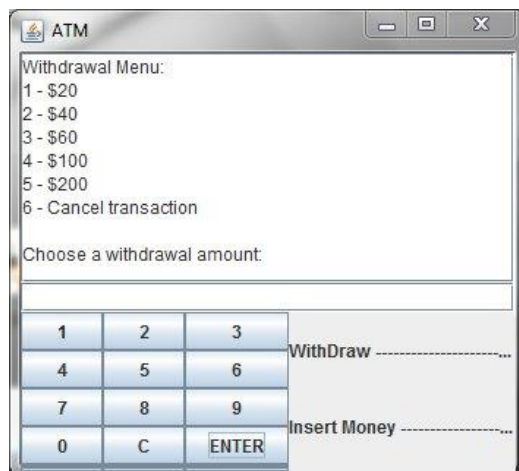 ATM
Withdrawal Menu:
1 - $20
2 - $40
3 - $60
4 - $100
5 - $200
6 - Cancel transaction
Choose a withdrawal amount:
1 2 3
WithDraw ----------------------...
4 5 6
7 8 9
Insert Money ------------------...
0 C ENTER